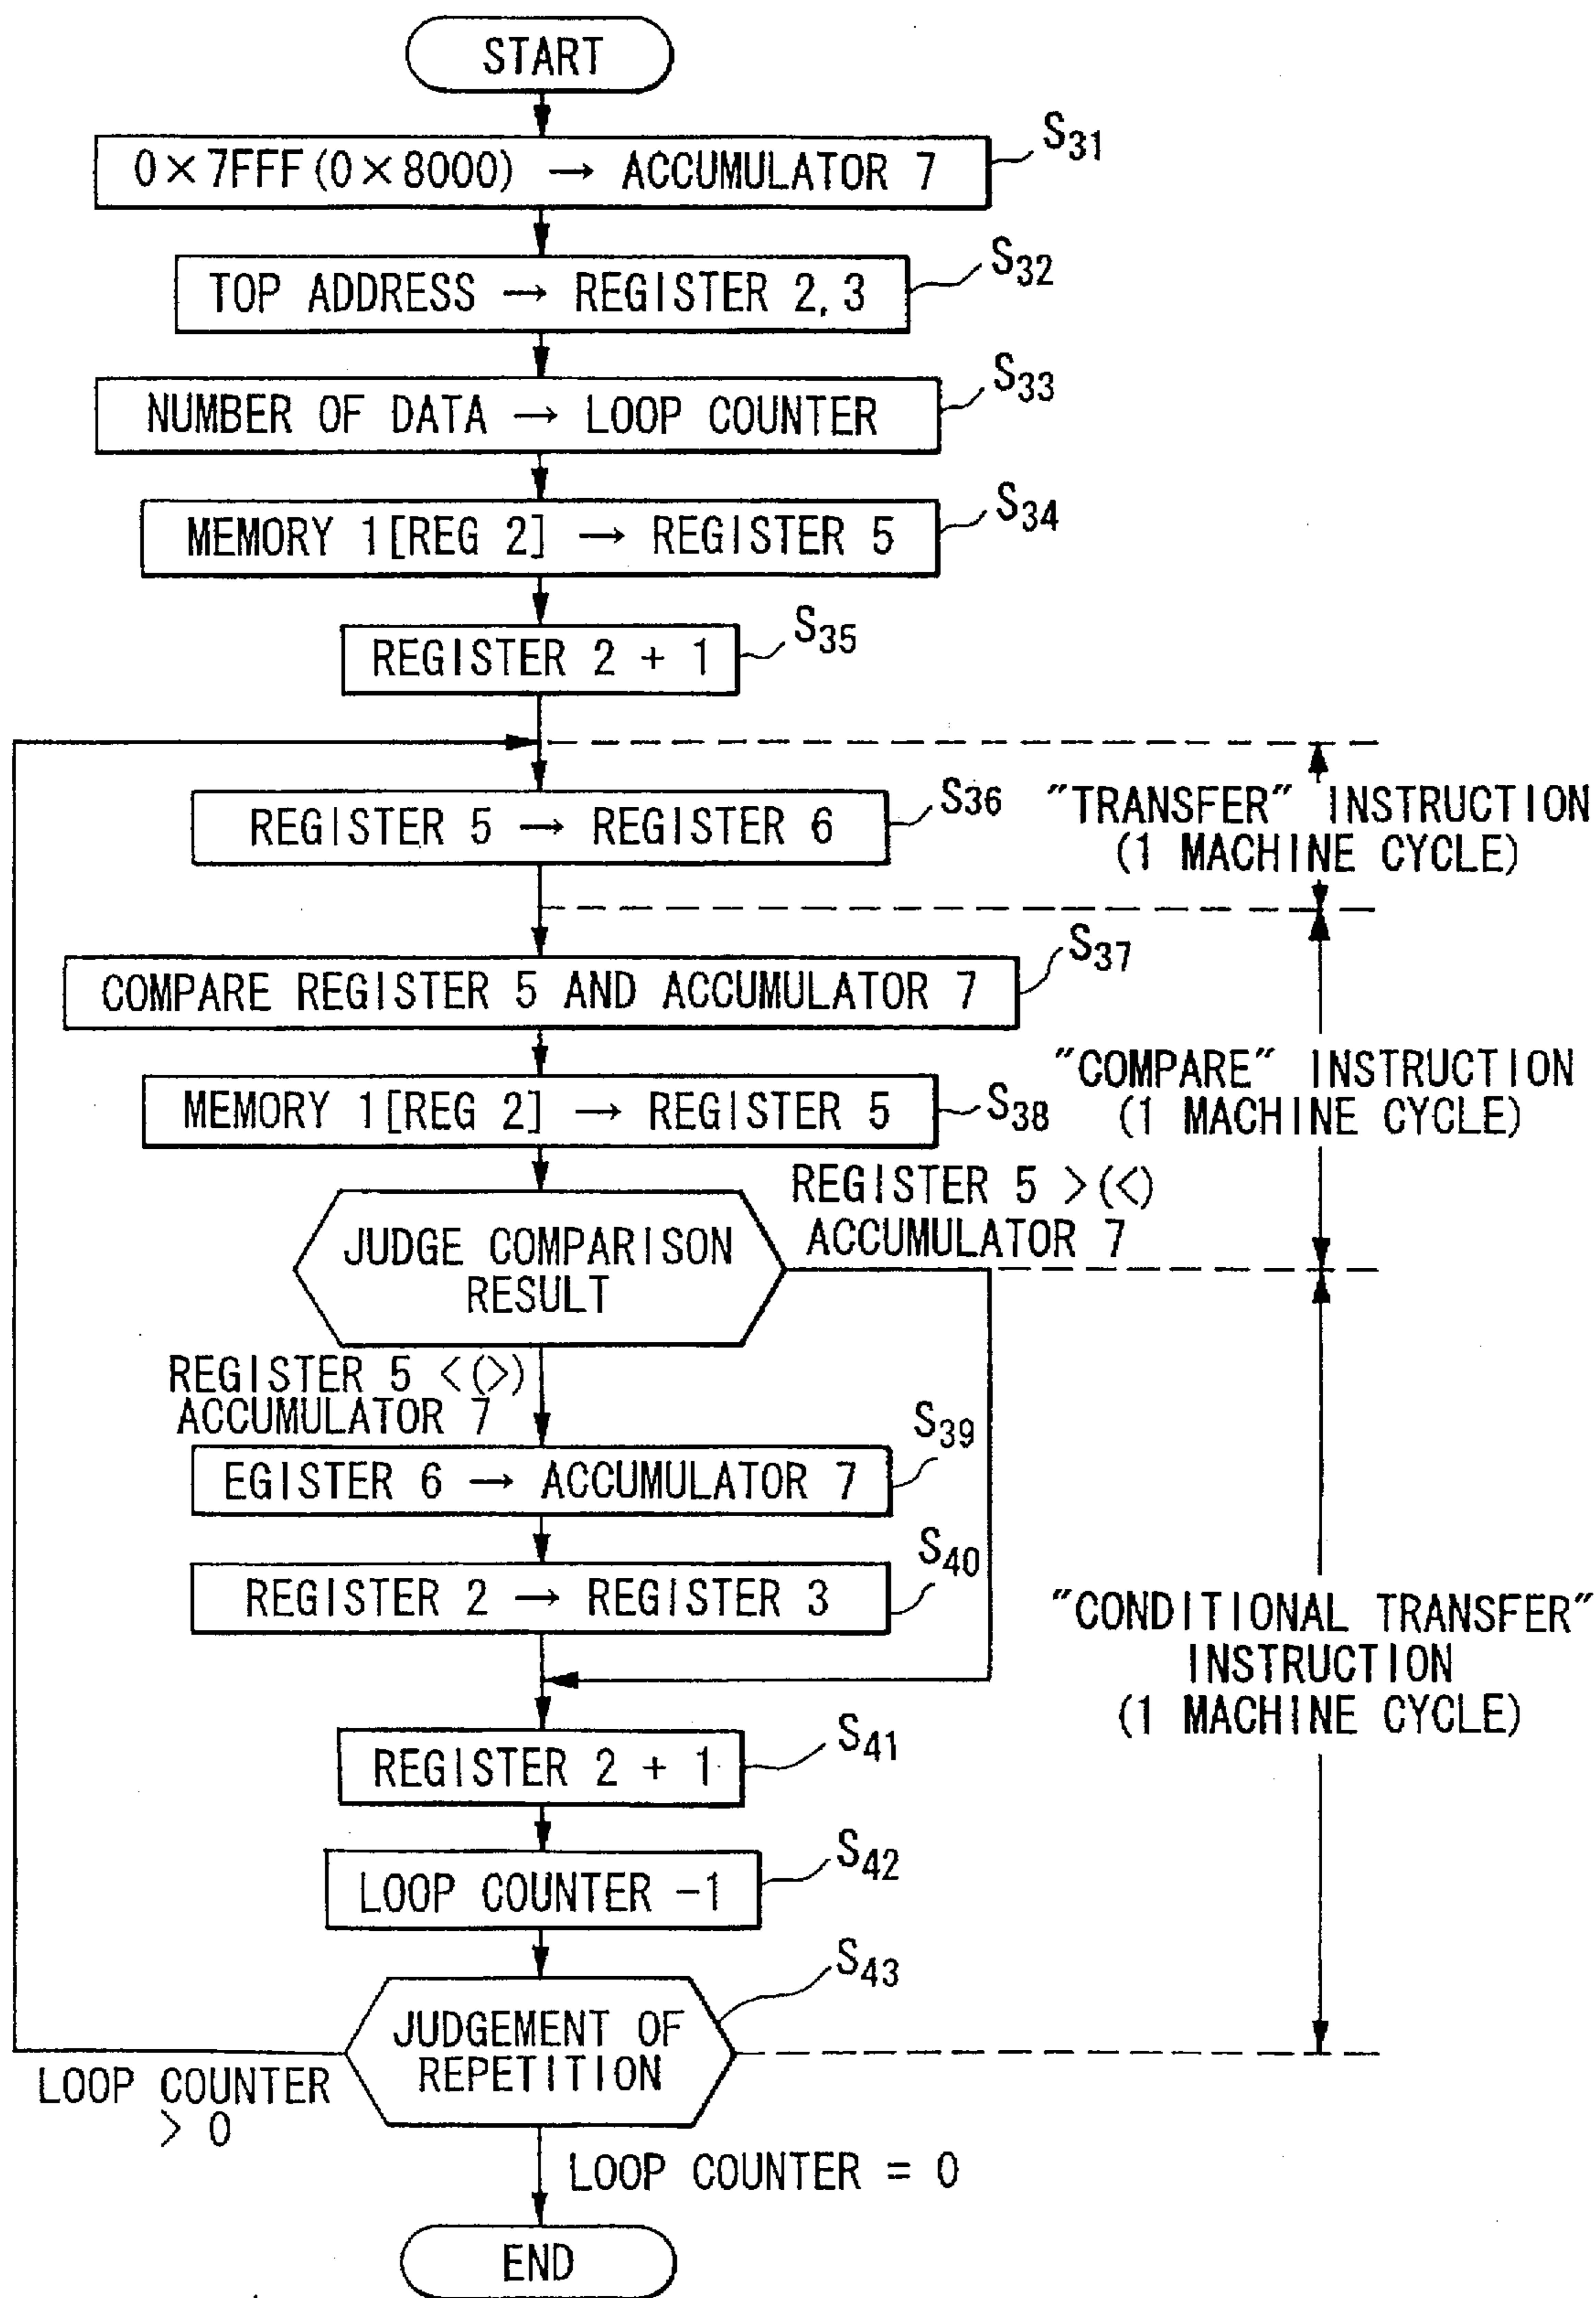 START
0×7FFF(0×8000) → ACCUMULATOR 7
S31
TOP ADDRESS → REGISTER 2,3
S32
NUMBER OF DATA → LOOP COUNTER
S33
MEMORY 1[REG 2] → REGISTER 5
S34
REGISTER 2 + 1
S35
REGISTER 5 → REGISTER 6
S36
"TRANSFER" INSTRUCTION
(1 MACHINE CYCLE)
COMPARE REGISTER 5 AND ACCUMULATOR 7
S37
MEMORY 1[REG 2] → REGISTER 5
S38
"COMPARE" INSTRUCTION
(1 MACHINE CYCLE)
JUDGE COMPARISON
RESULT
REGISTER 5 >(<)
ACCUMULATOR 7
REGISTER 5 <(>)
ACCUMULATOR 7
EGISTER 6 → ACCUMULATOR 7
S39
REGISTER 2 → REGISTER 3
S40
"CONDITIONAL TRANSFER"
INSTRUCTION
(1 MACHINE CYCLE)
REGISTER 2 + 1
S41
LOOP COUNTER -1
S42
JUDGEMENT OF
REPETITION
S43
LOOP COUNTER
> 0
LOOP COUNTER = 0
END